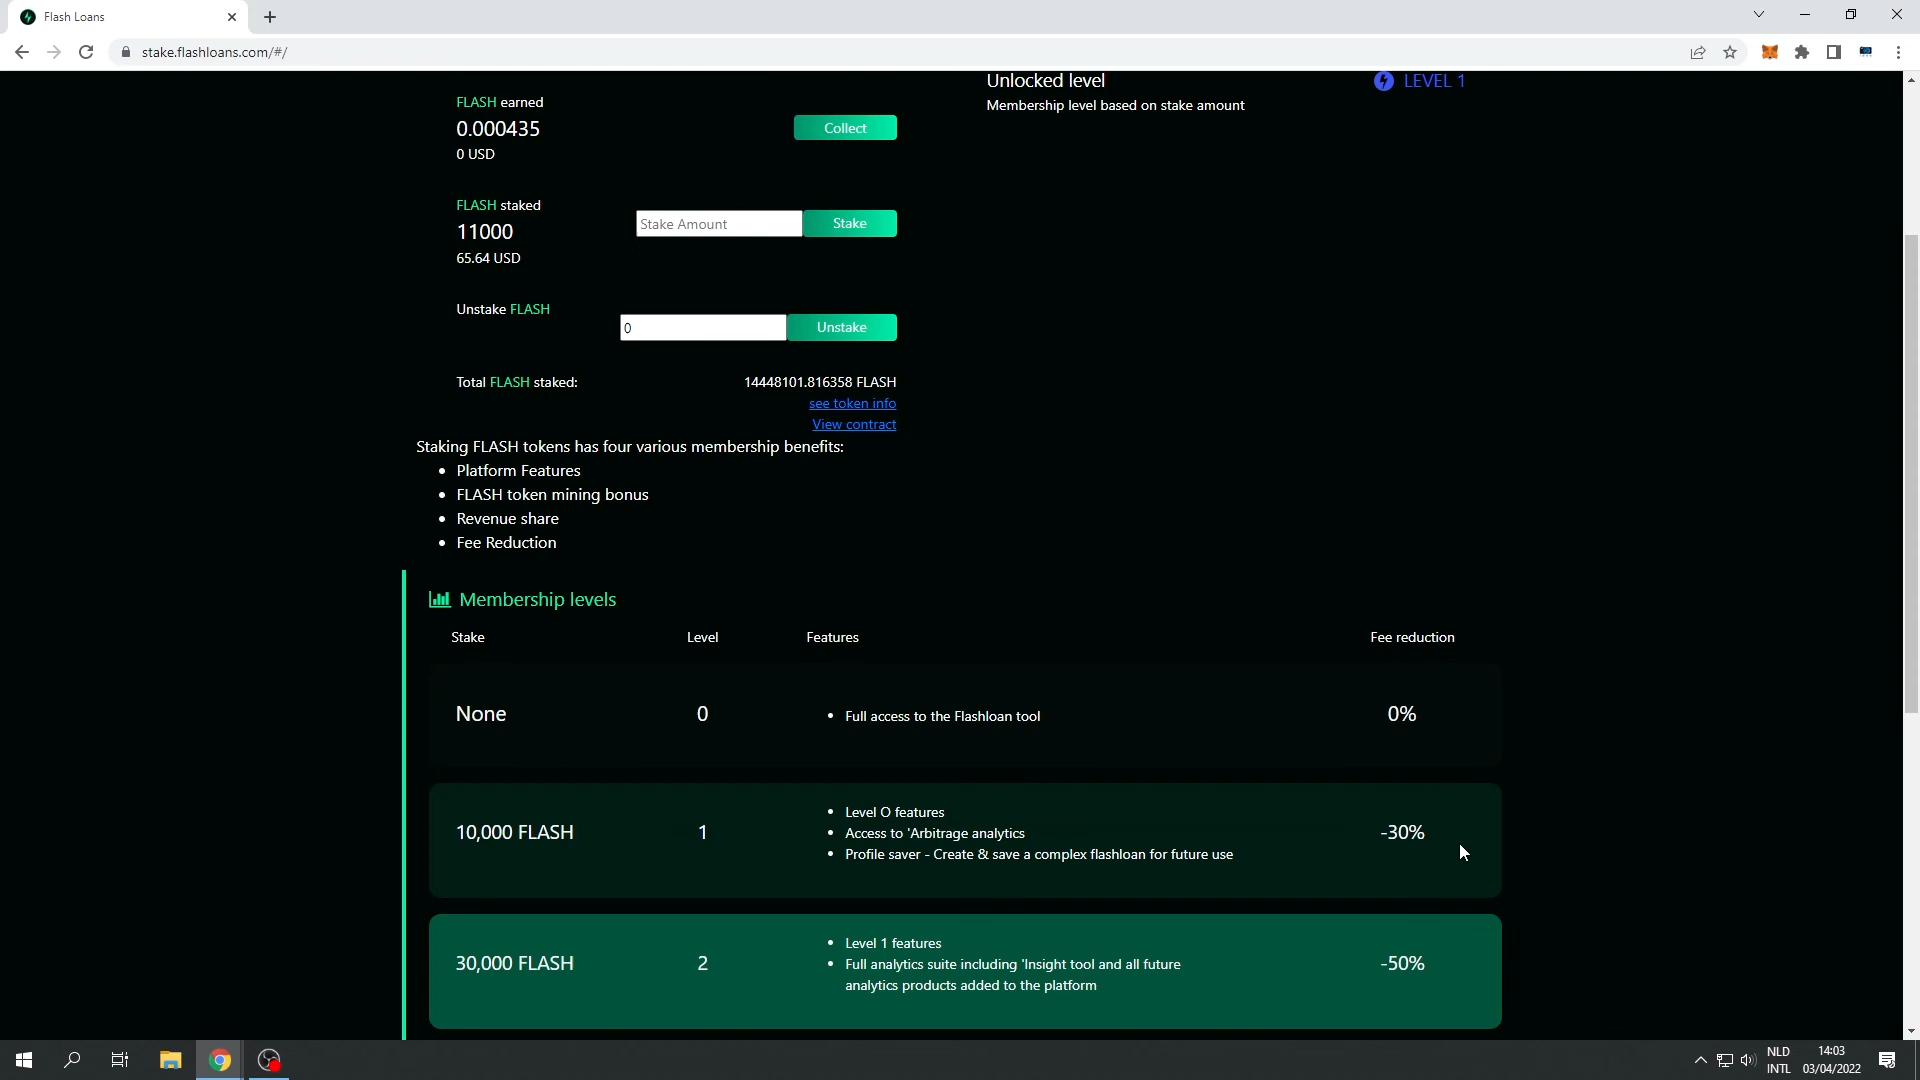 Flash Loans
stake.flashloans.com/#/
Unlocked level
LEVEL 1
Membership level based on stake amount
FLASH earned
0.000435
Collect
0 USD
FLASH staked
11000
Stake Amount
Stake
65.64 USD
Unstake FLASH
0
Unstake
Total FLASH staked:
14448101.816358 FLASH
see token info
View contract
Staking FLASH tokens has four various membership benefits:
• Platform Features
• FLASH token mining bonus
• Revenue share
• Fee Reduction
Membership levels
Stake
Level
Features
Fee reduction
None
0
• Full access to the Flashloan tool
0%
10,000 FLASH
1
• Level O features
• Access to 'Arbitrage analytics
• Profile saver - Create & save a complex flashloan for future use
-30%
30,000 FLASH
2
• Level 1 features
• Full analytics suite including 'Insight tool and all future
analytics products added to the platform
-50%
NLD
INTL
14:03
03/04/2022